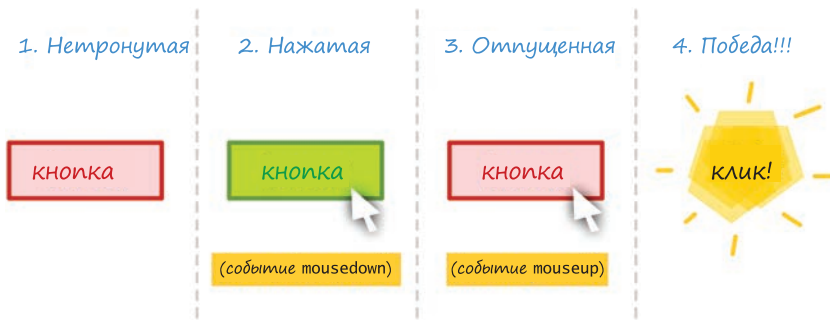 1. Нетронутая
2. Нажатая
3. Отпущенная
4. Победа!!!
кнопка
кнопка
кнопка
клик!
(событие mousedown)
(событие mouseup)